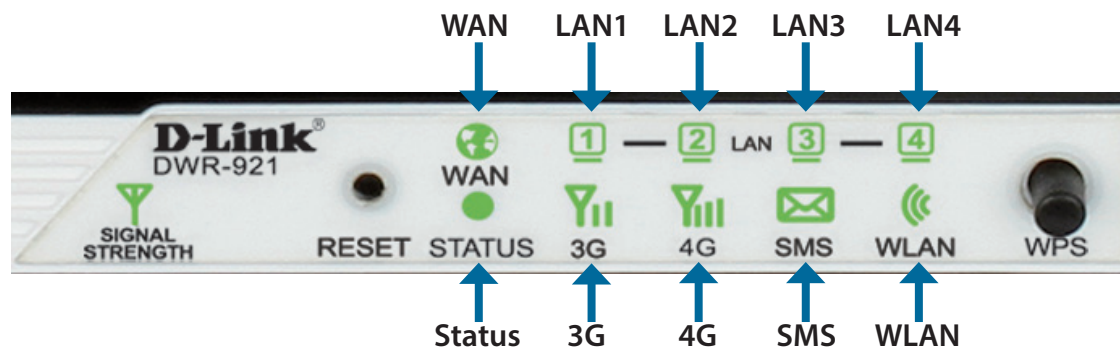 WAN LAN1 LAN2 LAN3 LAN4
D-Link®
DWR-921
WAN
1 2 LAN 3 4
SIGNAL
STRENGTH
RESET STATUS 3G 4G SMS WLAN WPS
Status 3G 4G SMS WLAN